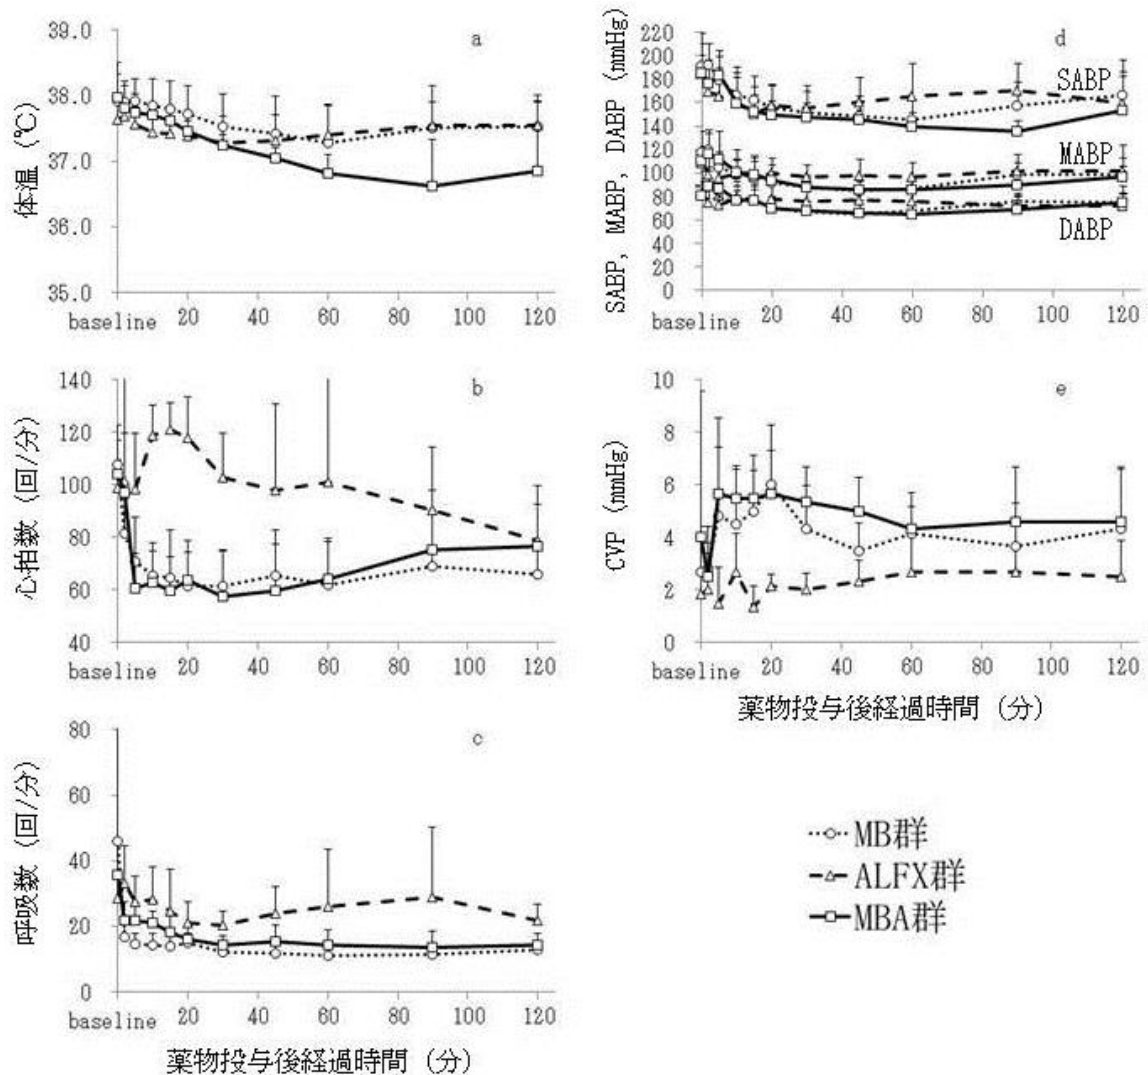 a
体温 (℃)
39.0
38.0
37.0
36.0
35.0
baseline 20 40 60 80 100 120
d
SABP, MABP, DABP (mmHg)
220
200
180
160
140
120
100
80
60
40
20
0
SABP
MABP
DABP
baseline 20 40 60 80 100 120
b
心拍数 (回/分)
140
120
100
80
60
40
baseline 20 40 60 80 100 120
e
CVP (mmHg)
10
8
6
4
2
0
baseline 20 40 60 80 100 120
薬物投与後経過時間 (分)
c
呼吸数 (回/分)
80
60
40
20
0
baseline 20 40 60 80 100 120
薬物投与後経過時間 (分)
MB群
ALFX群
MBA群